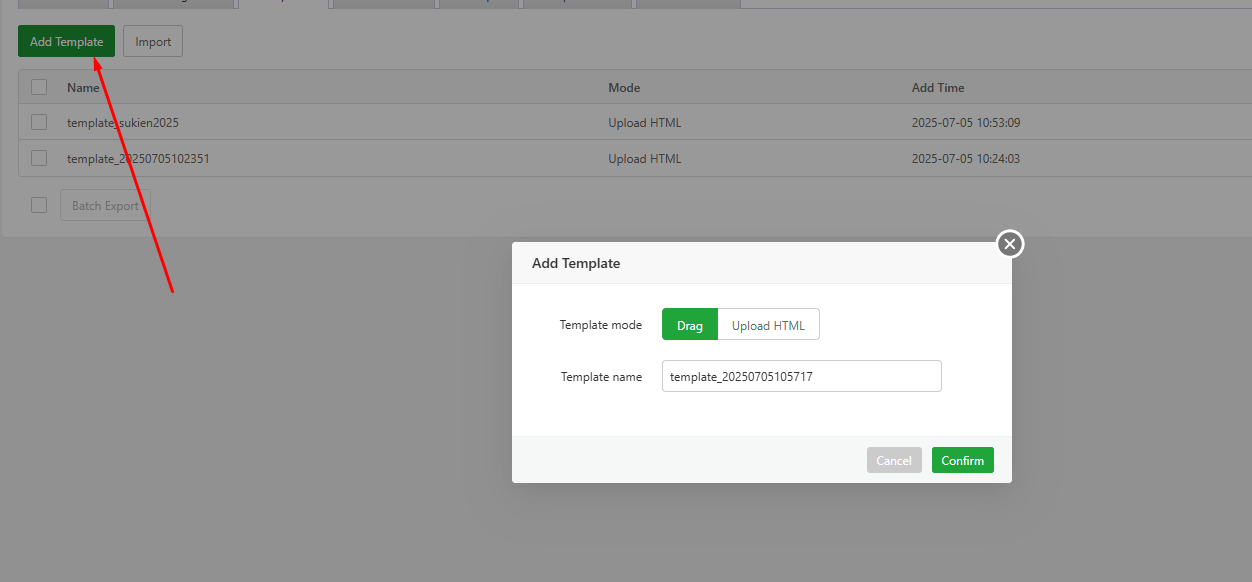 Add Template Import
Name Mode Add Time
template_sukien2025 Upload HTML 2025-07-05 10:53:09
template_20250705102351 Upload HTML 2025-07-05 10:24:03
Batch Export
Add Template
Template mode Drag Upload HTML
Template name template_20250705105717
Cancel Confirm